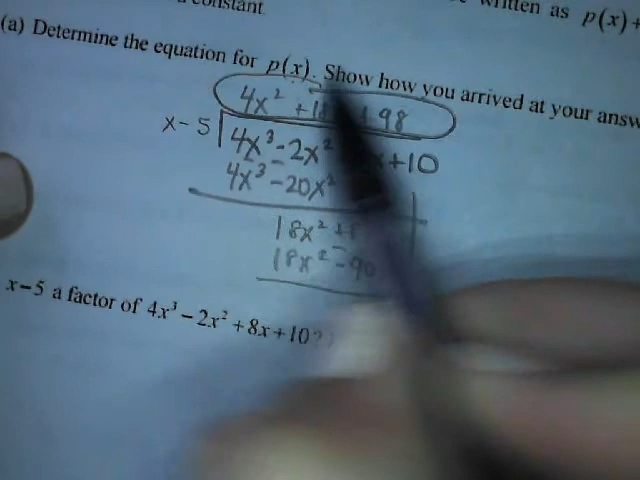 a constant written as p(x)+
(a) Determine the equation for p(x). Show how you arrived at your answ
4x² + 98
x-5 4x³-2x² +10
4x³-20x²
18x²+
18x²-90
x-5 a factor of 4x³-2x²+8x+10?